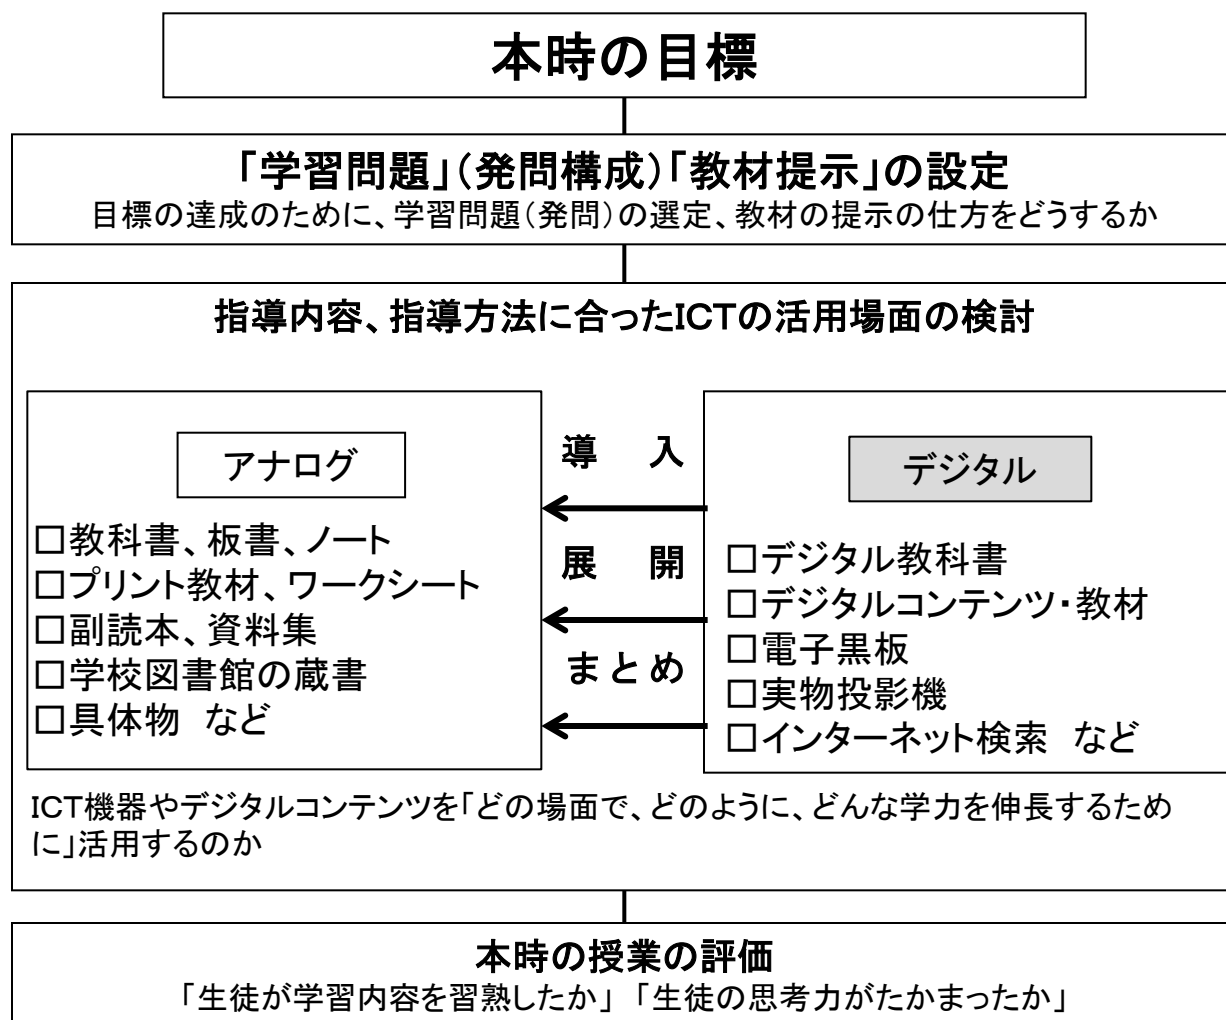 本時の目標
「学習問題」(発問構成)「教材提示」の設定
目標の達成のために、学習問題(発問)の選定、教材の提示の仕方をどうするか
指導内容、指導方法に合ったICTの活用場面の検討
アナログ
□教科書、板書、ノート
□プリント教材、ワークシート
□副読本、資料集
□学校図書館の蔵書
□具体物 など
導 入
展 開
まとめ
デジタル
□デジタル教科書
□デジタルコンテンツ・教材
□電子黒板
□実物投影機
□インターネット検索 など
ICT機器やデジタルコンテンツを「どの場面で、どのように、どんな学力を伸長するため
に」活用するのか
本時の授業の評価
「生徒が学習内容を習熟したか」「生徒の思考力がたかまったか」